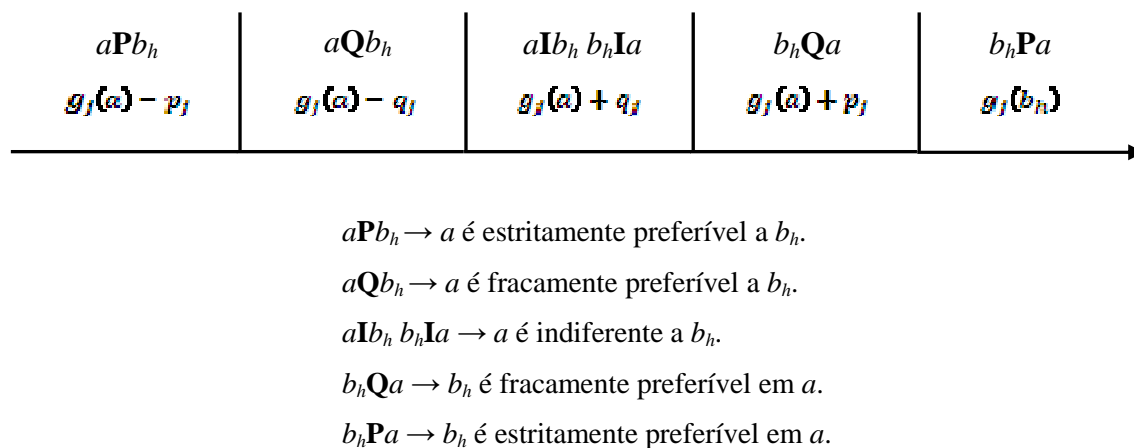 aPbₕ aQbₕ aIbₕ bₕIa bₕQa bₕPa
gⱼ(a) − pⱼ gⱼ(a) − qⱼ gⱼ(a) + qⱼ gⱼ(a) + pⱼ gⱼ(bₕ)
aPbₕ → a é estritamente preferível a bₕ.
aQbₕ → a é fracamente preferível a bₕ.
aIbₕ bₕIa → a é indiferente a bₕ.
bₕQa → bₕ é fracamente preferível em a.
bₕPa → bₕ é estritamente preferível em a.